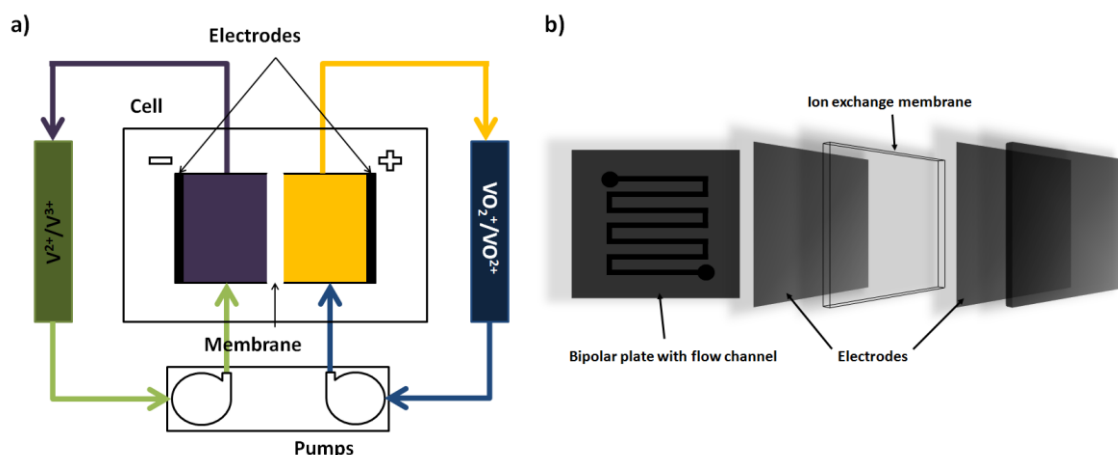 a)
Electrodes
Cell
V²⁺/V³⁺
VO₂⁺/VO²⁺
Membrane
Pumps
b)
Ion exchange membrane
Bipolar plate with flow channel
Electrodes